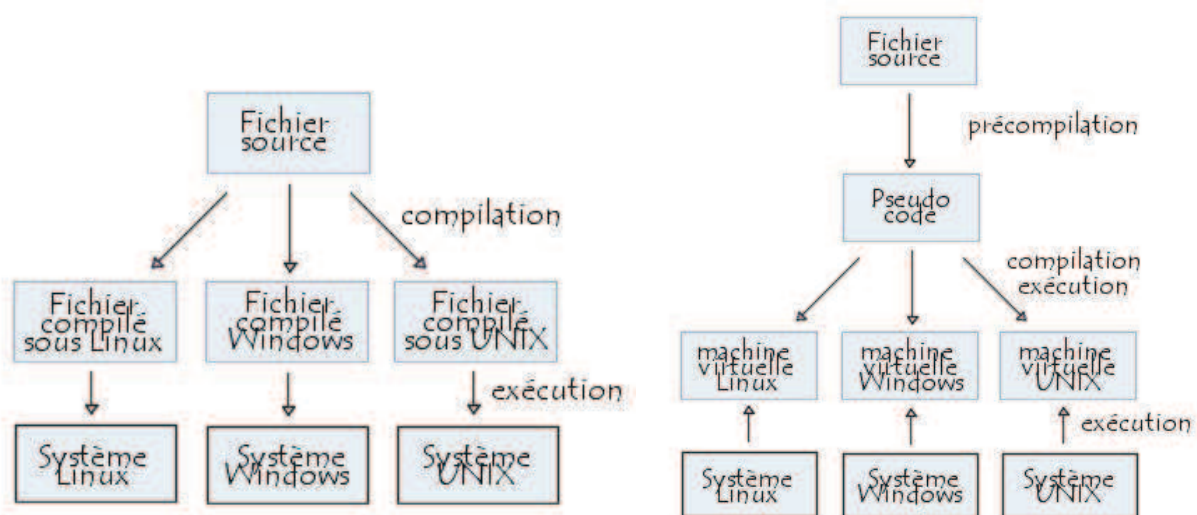 Fichier
source
compilation
Fichier
compilé
sous Linux
Fichier
compilé
Windows
Fichier
compilé
sous UNIX
exécution
Système
Linux
Système
Windows
Système
UNIX
Fichier
source
précompilation
Pseudo
code
compilation
exécution
machine
virtuelle
Linux
machine
virtuelle
Windows
machine
virtuelle
UNIX
exécution
Système
Linux
Système
Windows
Système
UNIX